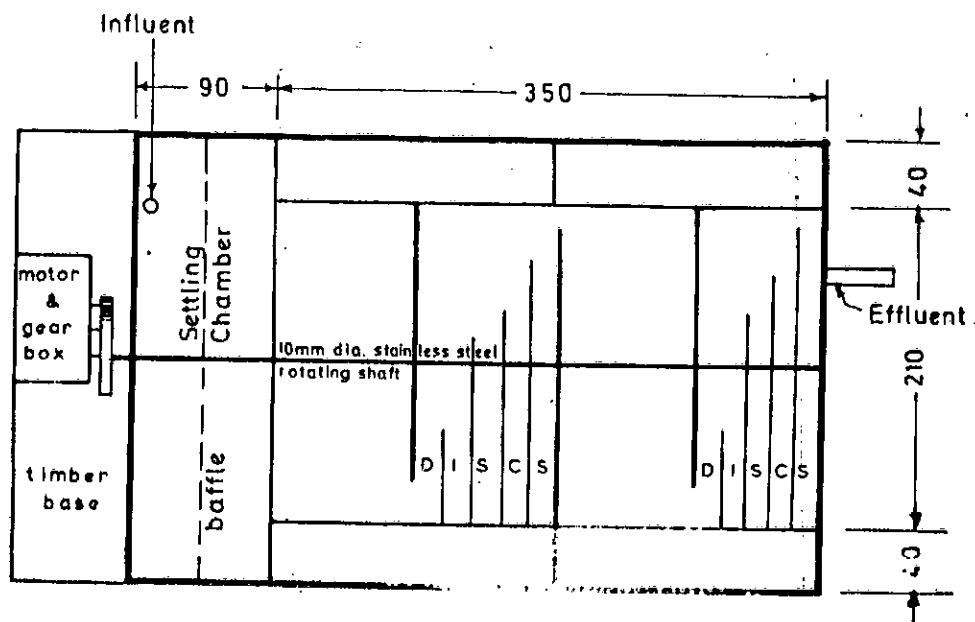 Influent
90
350
40
motor
&
gear
box
Settling
Chamber
Effluent
10mm dia. stainless steel
rotating shaft
210
D I S C S
D I S C S
timber
base
baffle
40